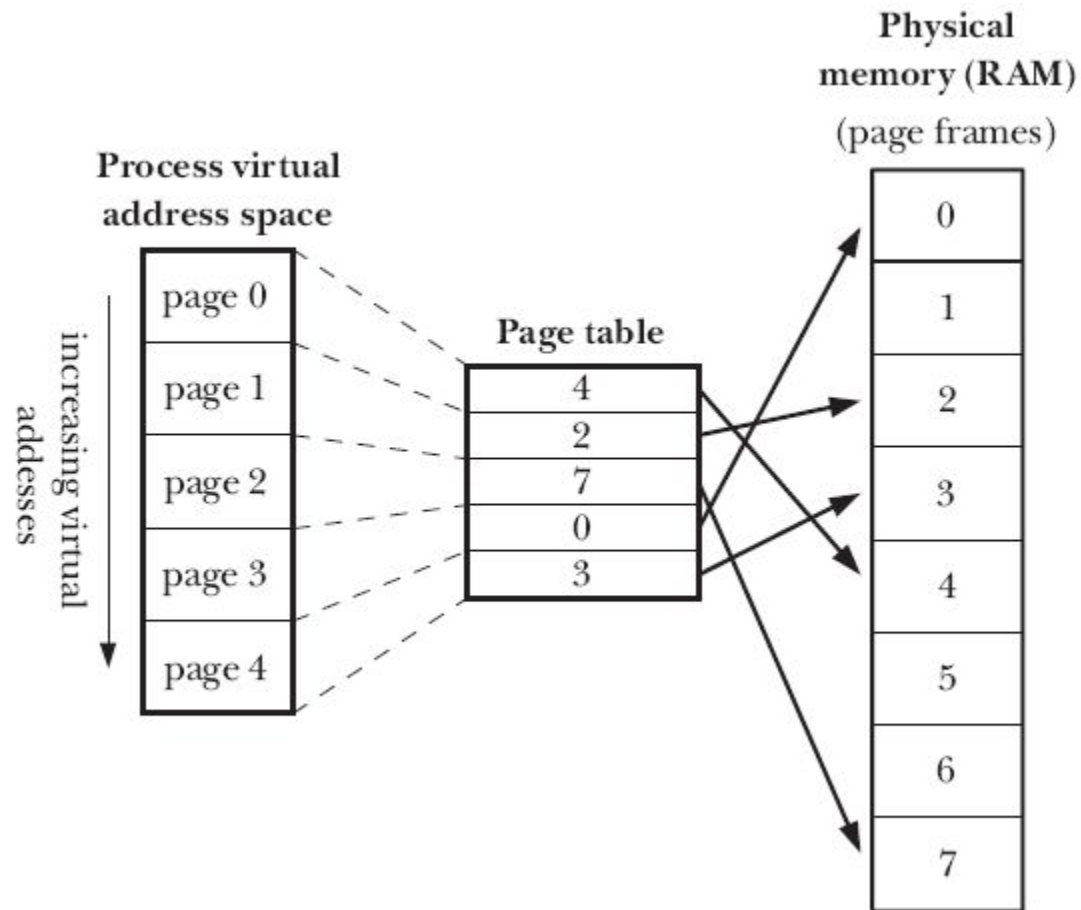 Physical
memory (RAM)
(page frames)
Process virtual
address space
increasing virtual
addesses
page 0
page 1
page 2
page 3
page 4
Page table
4
2
7
0
3
0
1
2
3
4
5
6
7